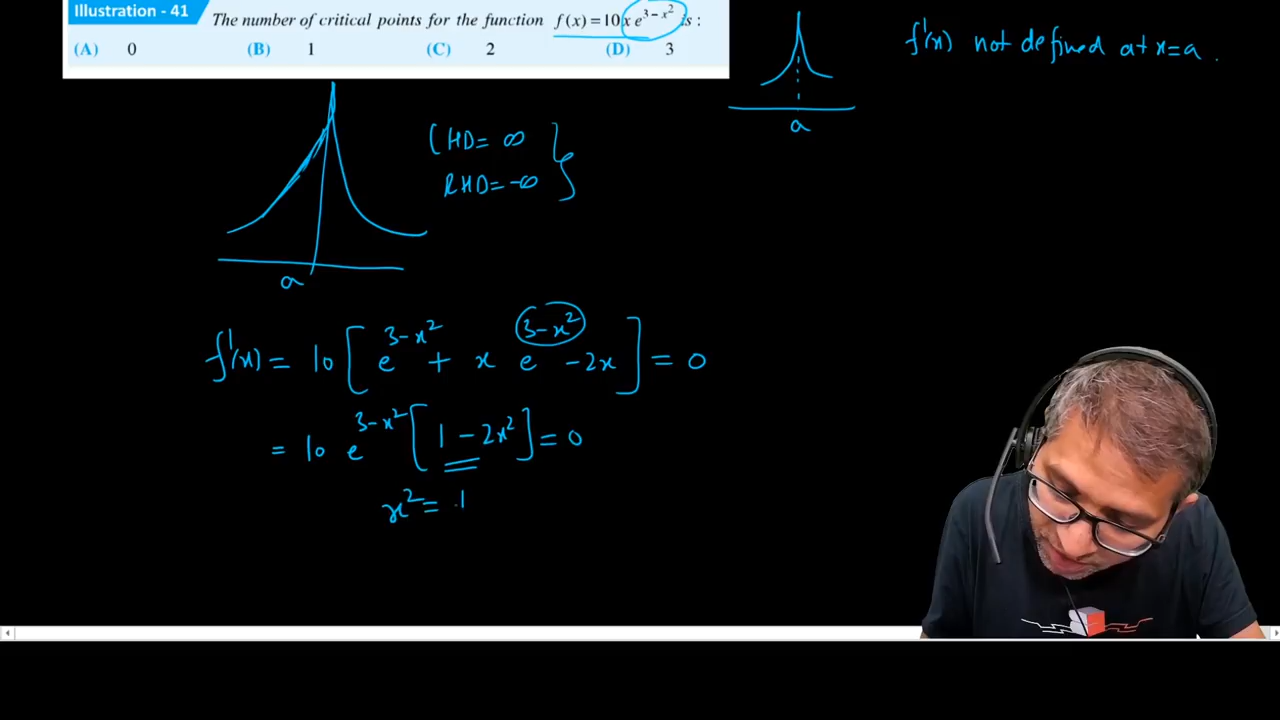 Illustration - 41 The number of critical points for the function f(x) = 10 x e^{3-x^2} is :
(A) 0 (B) 1 (C) 2 (D) 3
f'(x) not defined at x=a .
a
LHD = ∞
RHD = -∞
a
f'(x) = 10 [ e^{3-x^2} + x e^{3-x^2} -2x ] = 0
= 10 e^{3-x^2} [ 1 - 2x^2 ] = 0
x^2 = 1